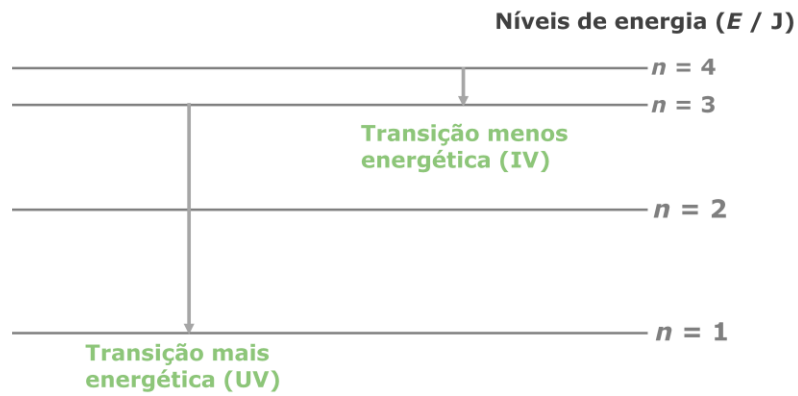 Níveis de energia (E / J)
n = 4
n = 3
Transição menos
energética (IV)
n = 2
n = 1
Transição mais
energética (UV)